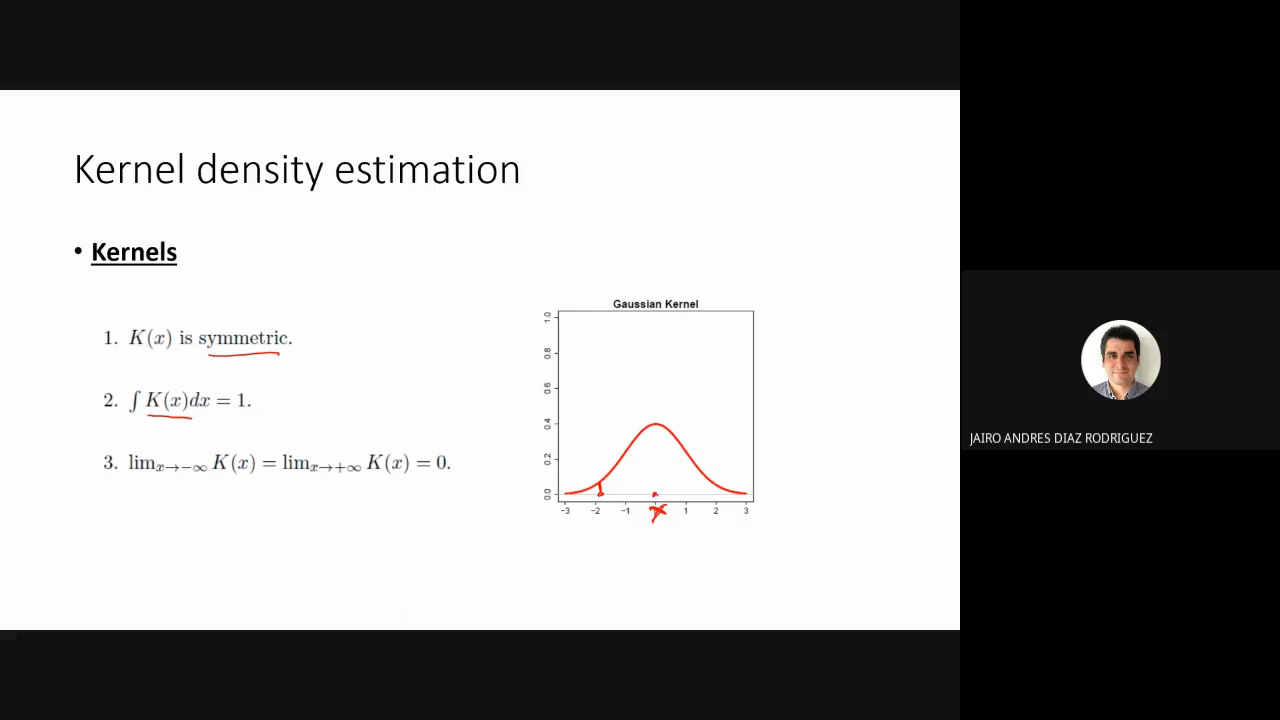 Kernel density estimation
• Kernels
1. K(x) is symmetric.
2. ∫ K(x)dx = 1.
3. lim_{x→−∞} K(x) = lim_{x→+∞} K(x) = 0.
Gaussian Kernel
1.0
0.8
0.6
0.4
0.2
0.0
−3 −2 −1 x 1 2 3
JAIRO ANDRES DIAZ RODRIGUEZ